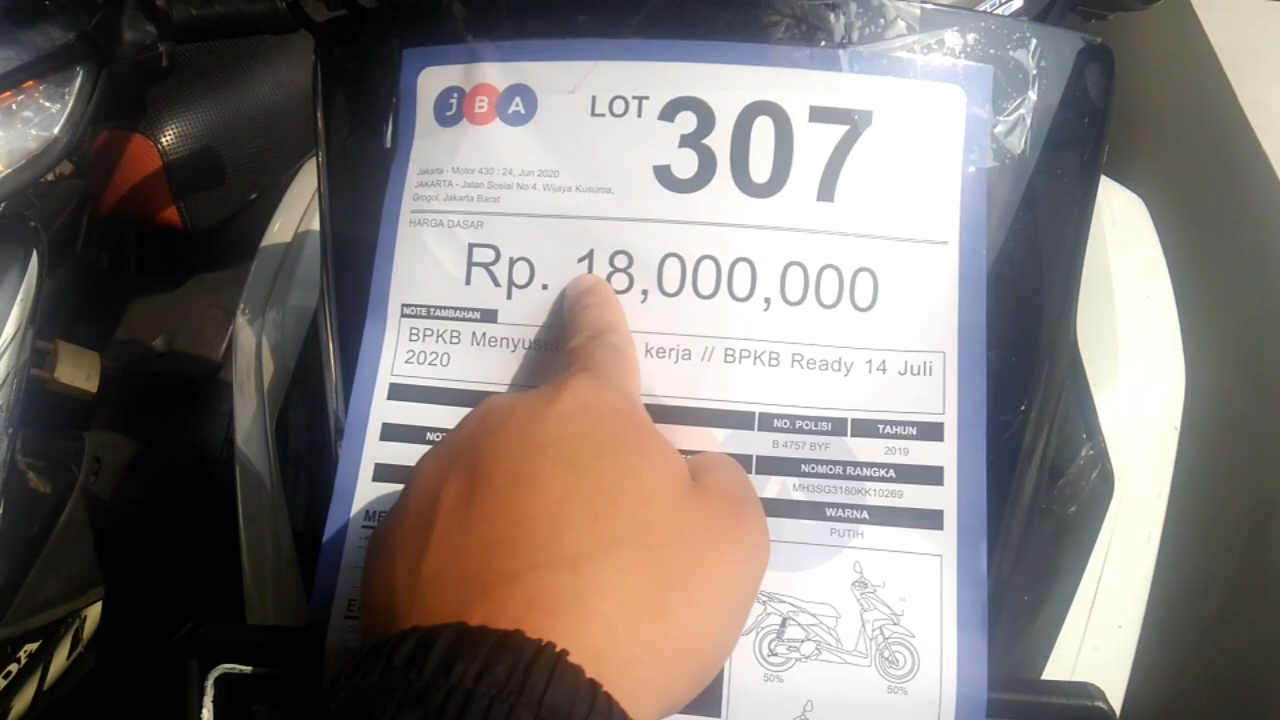 JBA
LOT 307
Jakarta - Motor 430 : 24, Jun 2020
JAKARTA - Jalan Sosial No 4, Wijaya Kusuma,
Grogol, Jakarta Barat
HARGA DASAR
Rp. 18,000,000
NOTE TAMBAHAN
BPKB kerja // BPKB Ready 14 Juli
2020
NO. POLISI TAHUN
B 4757 BYF 2019
NOMOR RANGKA
MH3SG3180KK10269
WARNA
PUTIH
50%
50%